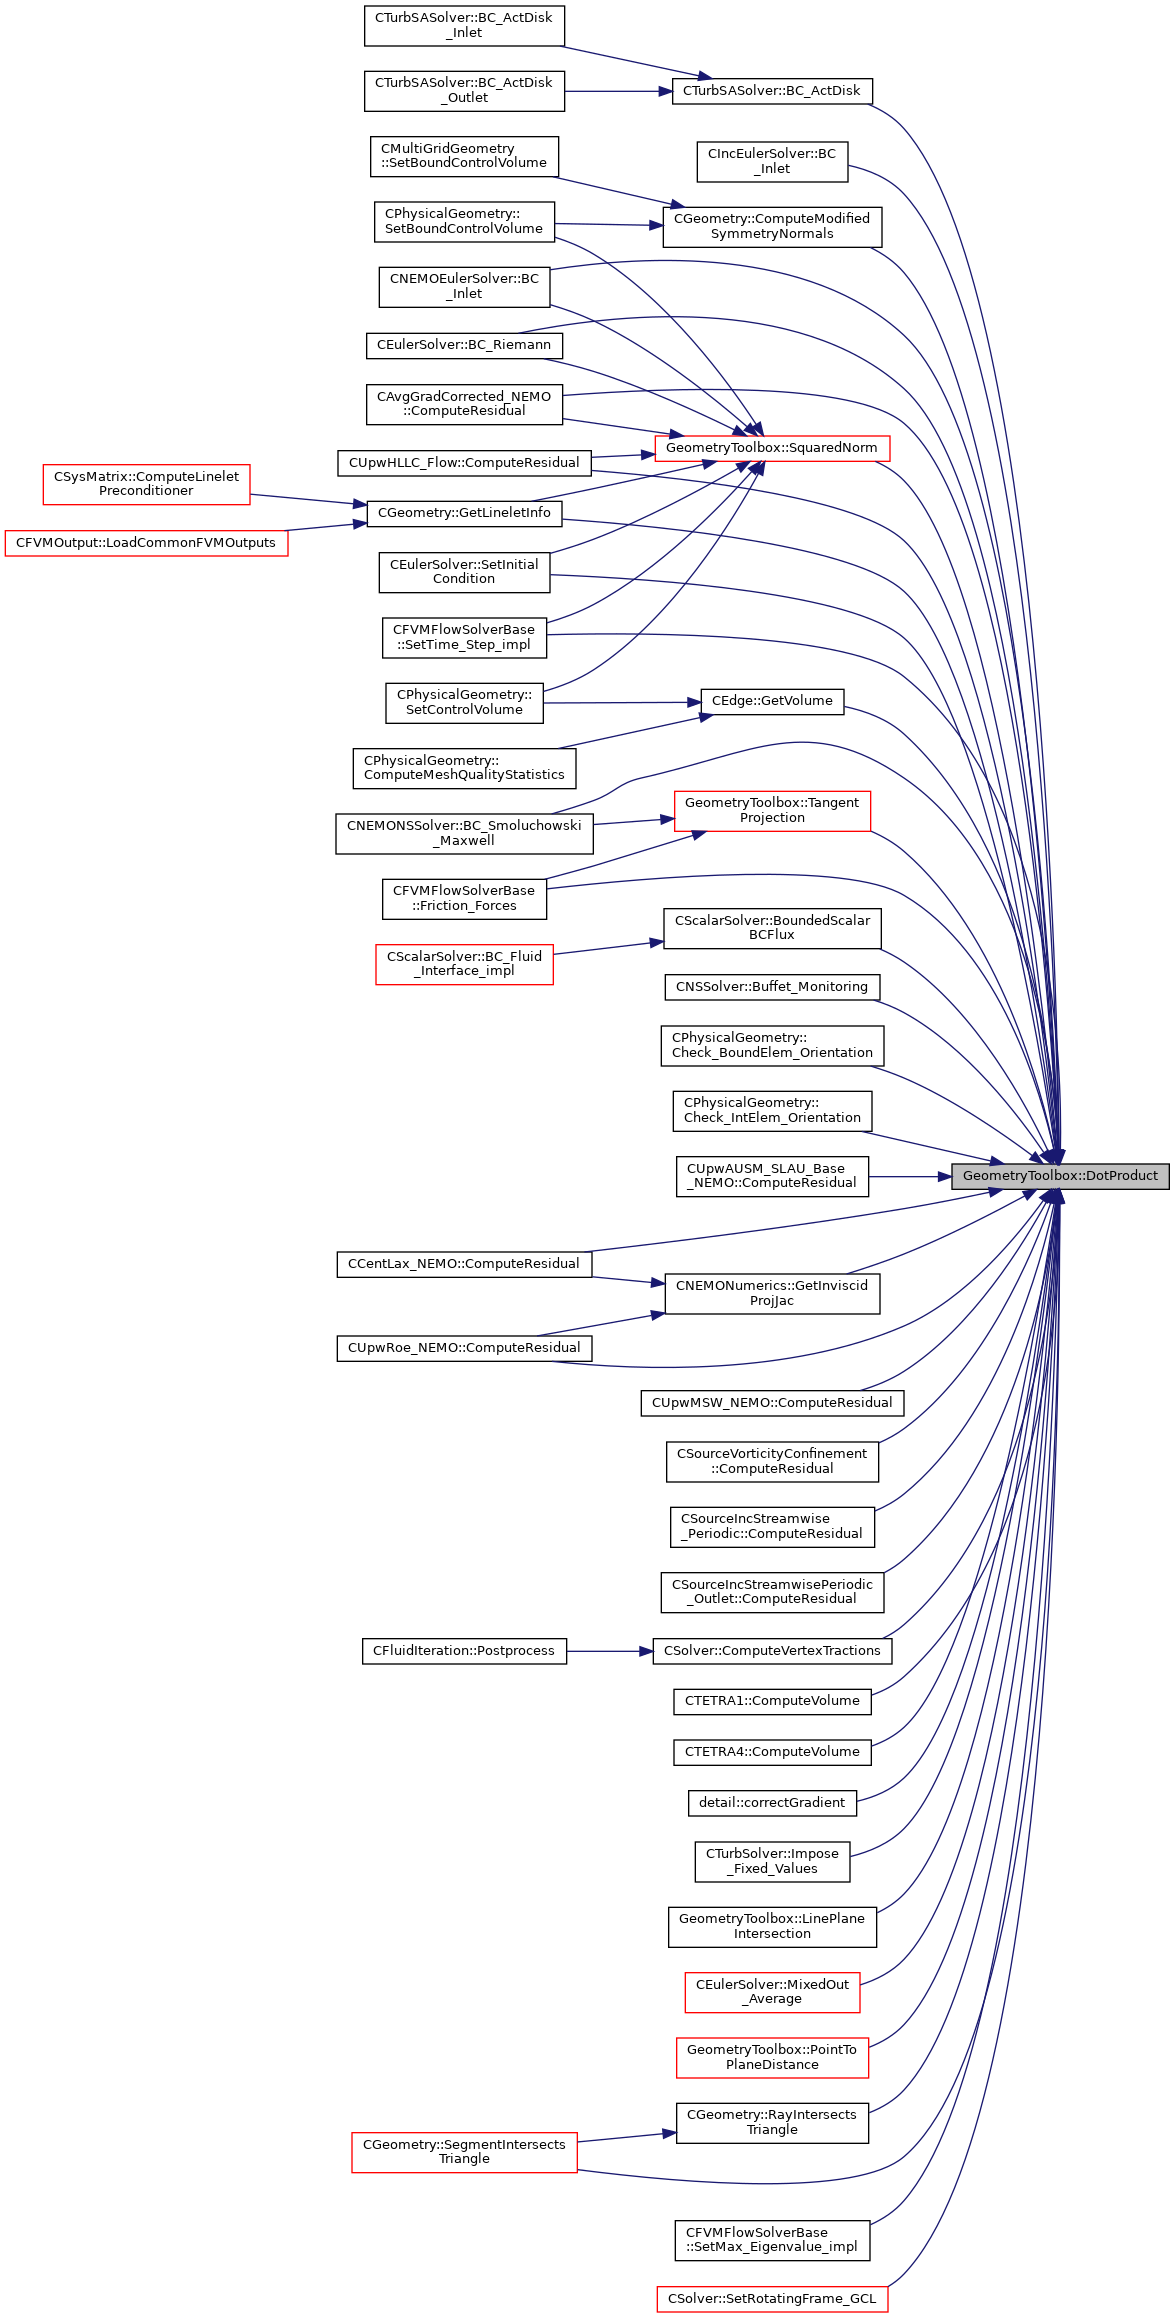 CTurbSASolver::BC_ActDisk
_Inlet
CTurbSASolver::BC_ActDisk
_Outlet
CTurbSASolver::BC_ActDisk
CMultiGridGeometry
::SetBoundControlVolume
CIncEulerSolver::BC
_Inlet
CPhysicalGeometry::
SetBoundControlVolume
CGeometry::ComputeModified
SymmetryNormals
CNEMOEulerSolver::BC
_Inlet
CEulerSolver::BC_Riemann
CAvgGradCorrected_NEMO
::ComputeResidual
GeometryToolbox::SquaredNorm
CUpwHLLC_Flow::ComputeResidual
CSysMatrix::ComputeLinelet
Preconditioner
CGeometry::GetLineletInfo
CFVMOutput::LoadCommonFVMOutputs
CEulerSolver::SetInitial
Condition
CFVMFlowSolverBase
::SetTime_Step_impl
CPhysicalGeometry::
SetControlVolume
CEdge::GetVolume
CPhysicalGeometry::
ComputeMeshQualityStatistics
GeometryToolbox::Tangent
Projection
CNEMONSSolver::BC_Smoluchowski
_Maxwell
CFVMFlowSolverBase
::Friction_Forces
CScalarSolver::BoundedScalar
BCFlux
CScalarSolver::BC_Fluid
_Interface_impl
CNSSolver::Buffet_Monitoring
CPhysicalGeometry::
Check_BoundElem_Orientation
CPhysicalGeometry::
Check_IntElem_Orientation
CUpwAUSM_SLAU_Base
_NEMO::ComputeResidual
GeometryToolbox::DotProduct
CCentLax_NEMO::ComputeResidual
CNEMONumerics::GetInviscid
ProjJac
CUpwRoe_NEMO::ComputeResidual
CUpwMSW_NEMO::ComputeResidual
CSourceVorticityConfinement
::ComputeResidual
CSourceIncStreamwise
_Periodic::ComputeResidual
CSourceIncStreamwisePeriodic
_Outlet::ComputeResidual
CFluidIteration::Postprocess
CSolver::ComputeVertexTractions
CTETRA1::ComputeVolume
CTETRA4::ComputeVolume
detail::correctGradient
CTurbSolver::Impose
_Fixed_Values
GeometryToolbox::LinePlane
Intersection
CEulerSolver::MixedOut
_Average
GeometryToolbox::PointTo
PlaneDistance
CGeometry::RayIntersects
Triangle
CGeometry::SegmentIntersects
Triangle
CFVMFlowSolverBase
::SetMax_Eigenvalue_impl
CSolver::SetRotatingFrame_GCL